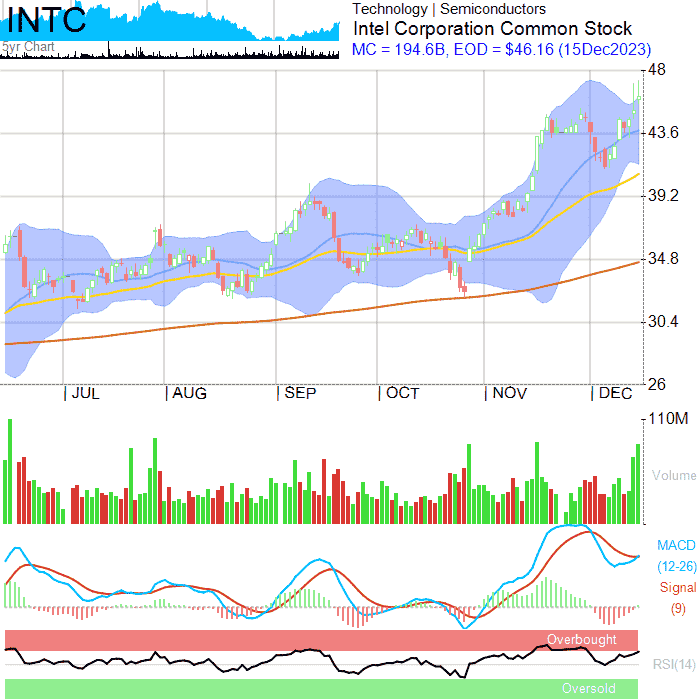 INTC
5yr Chart
Technology | Semiconductors
Intel Corporation Common Stock
MC = 194.6B, EOD = $46.16 (15Dec2023)
48
43.6
39.2
34.8
30.4
26
| JUL | AUG | SEP | OCT | NOV | DEC
110M
Volume
MACD
(12-26)
Signal
(9)
Overbought
RSI(14)
Oversold